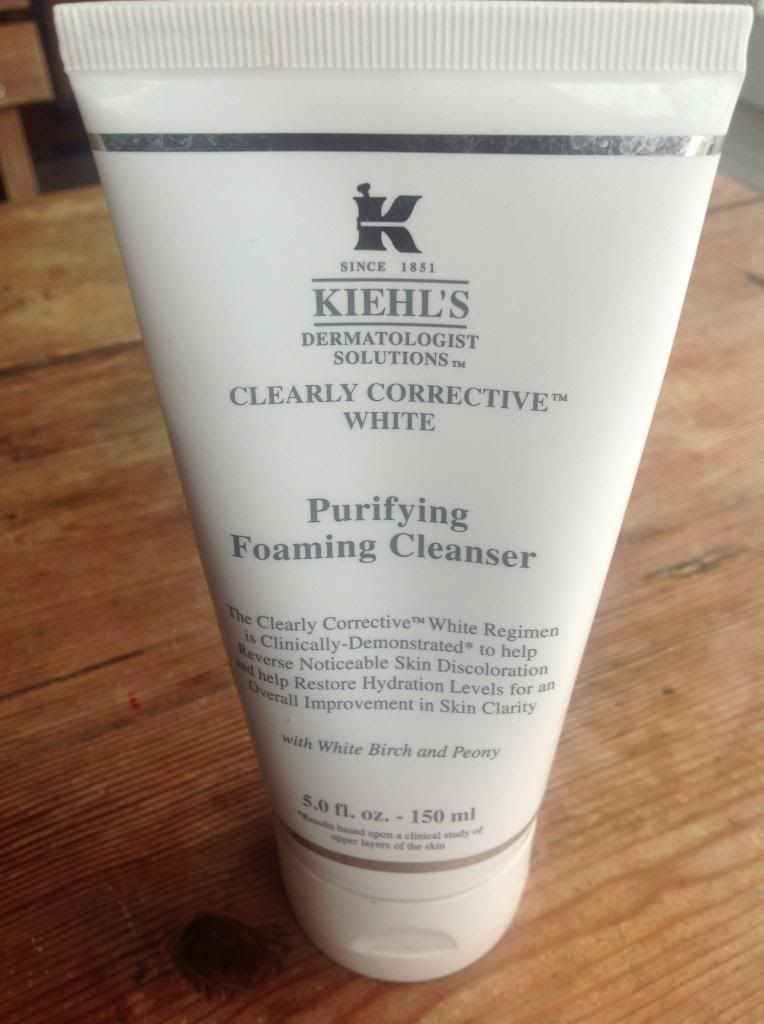 K
SINCE 1851
KIEHL'S
DERMATOLOGIST
SOLUTIONS™
CLEARLY CORRECTIVE™
WHITE
Purifying
Foaming Cleanser
The Clearly Corrective™ White Regimen
is Clinically-Demonstrated* to help
Reverse Noticeable Skin Discoloration
and help Restore Hydration Levels for an
Overall Improvement in Skin Clarity
with White Birch and Peony
5.0 fl. oz. - 150 ml
*Results based upon a clinical study of
upper layers of the skin